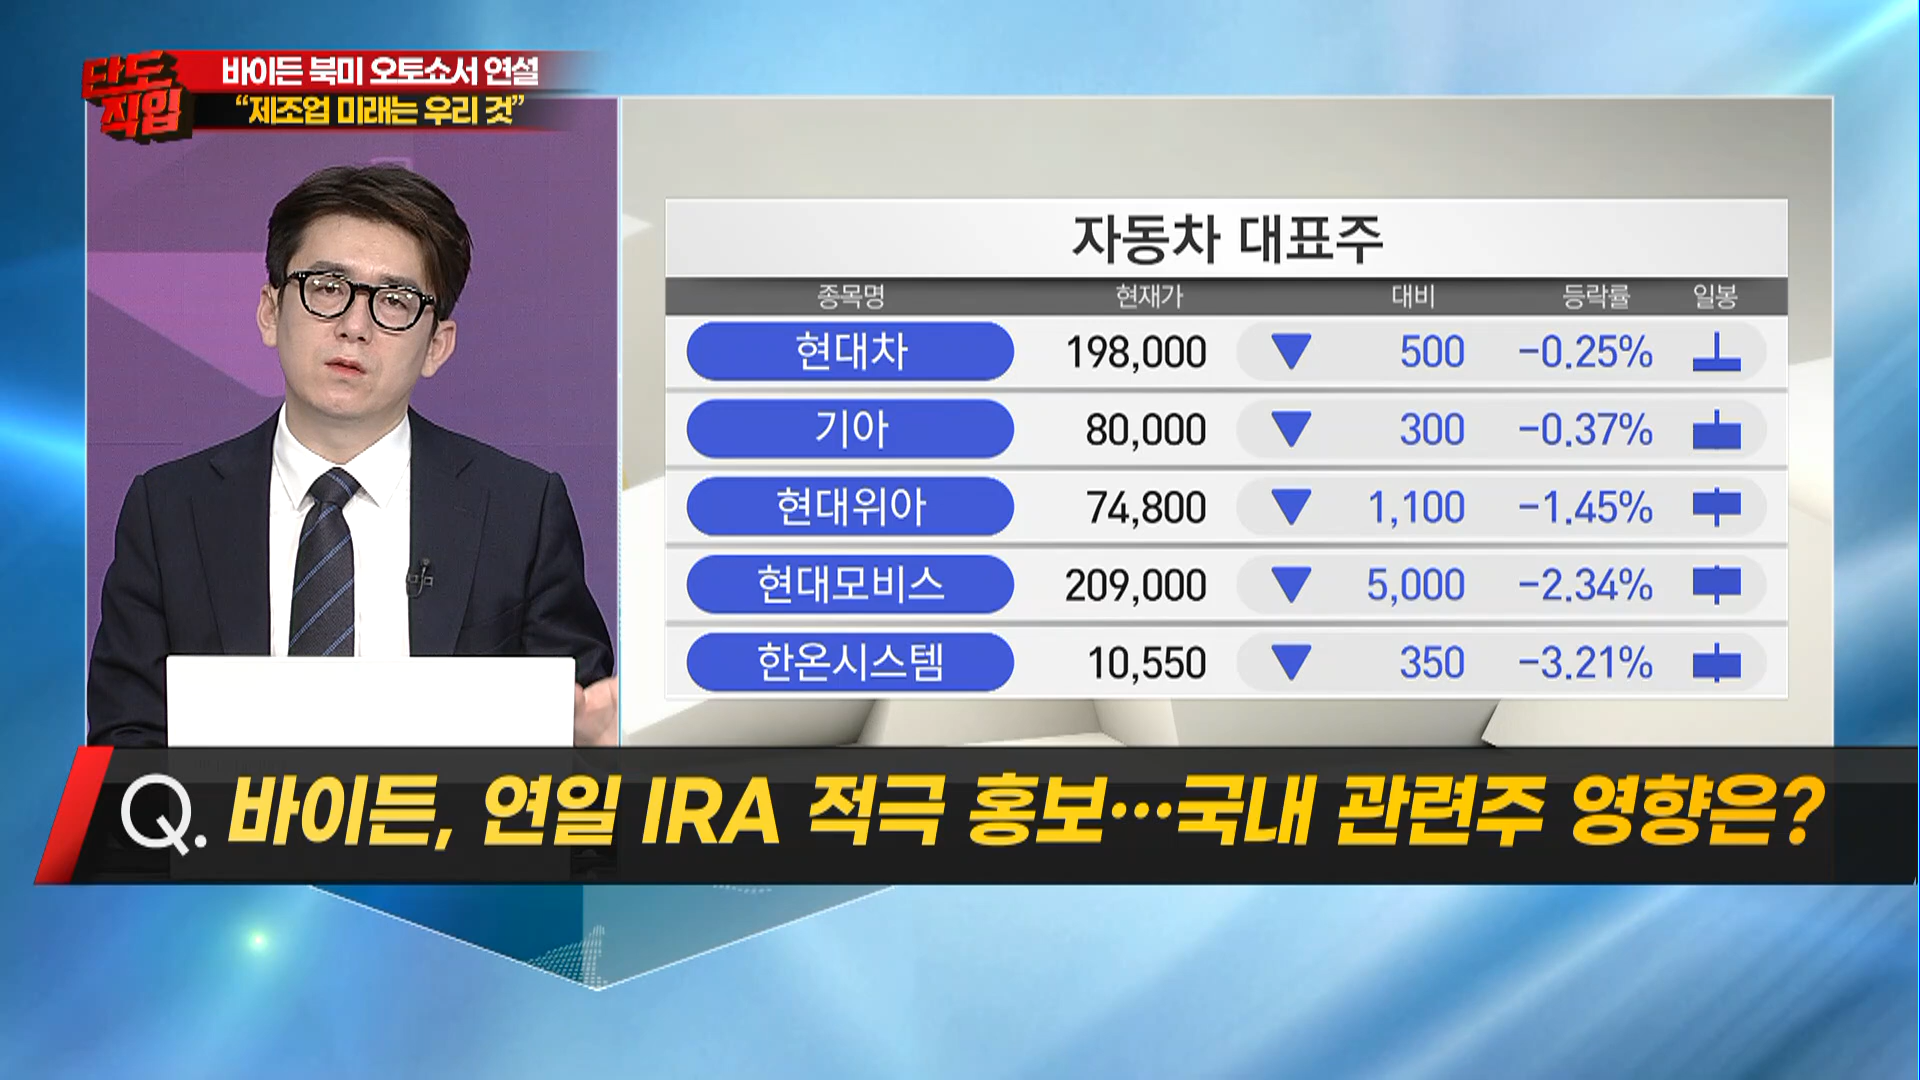 단도
직입
바이든 북미 오토쇼서 연설
“제조업 미래는 우리 것”
자동차 대표주
종목명 현재가 대비 등락률 일봉
현대차 198,000 ▼ 500 -0.25%
기아 80,000 ▼ 300 -0.37%
현대위아 74,800 ▼ 1,100 -1.45%
현대모비스 209,000 ▼ 5,000 -2.34%
한온시스템 10,550 ▼ 350 -3.21%
Q. 바이든, 연일 IRA 적극 홍보…국내 관련주 영향은?